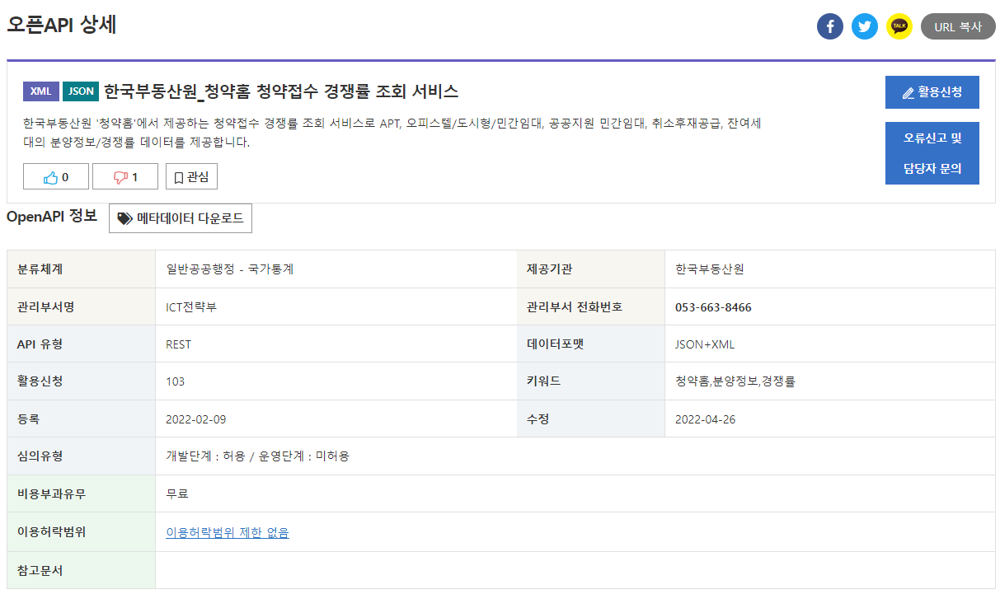 오픈API 상세
TALK
URL 복사
XML JSON 한국부동산원_청약홈 청약접수 경쟁률 조회 서비스
활용신청
한국부동산원 '청약홈'에서 제공하는 청약접수 경쟁률 조회 서비스로 APT, 오피스텔/도시형/민간임대, 공공지원 민간임대, 취소후재공급, 잔여세
대의 분양정보/경쟁률 데이터를 제공합니다.
오류신고 및
담당자 문의
0 1 관심
OpenAPI 정보 메타데이터 다운로드
분류체계 일반공공행정 - 국가통계 제공기관 한국부동산원
관리부서명 ICT전략부 관리부서 전화번호 053-663-8466
API 유형 REST 데이터포맷 JSON+XML
활용신청 103 키워드 청약홈,분양정보,경쟁률
등록 2022-02-09 수정 2022-04-26
심의유형 개발단계 : 허용 / 운영단계 : 미허용
비용부과유무 무료
이용허락범위 이용허락범위 제한 없음
참고문서